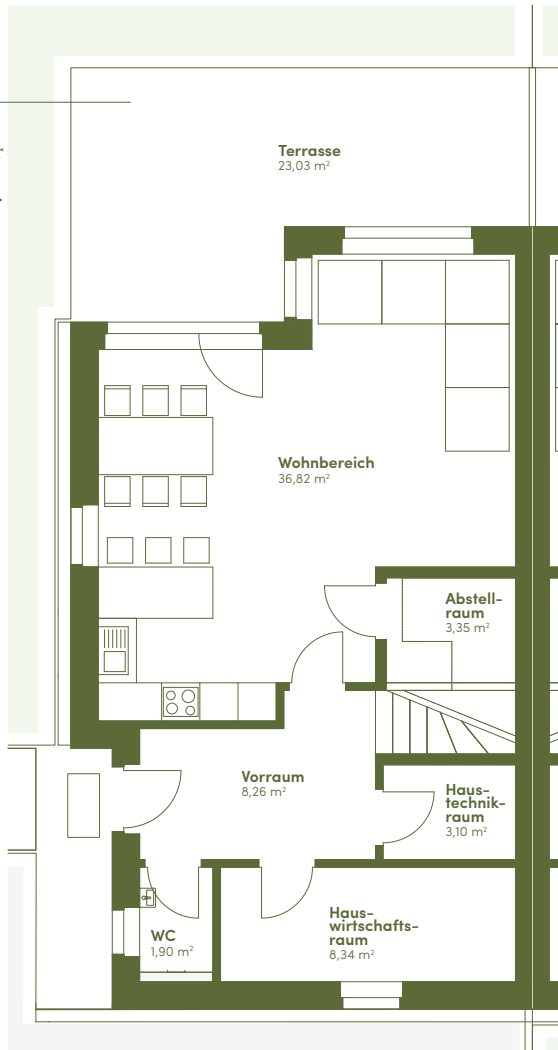 Terrasse
23,03 m²
Wohnbereich
36,82 m²
Abstell-
raum
3,35 m²
Vorraum
8,26 m²
Haus-
technik-
raum
3,10 m²
Haus-
wirtschafts-
raum
8,34 m²
WC
1,90 m²